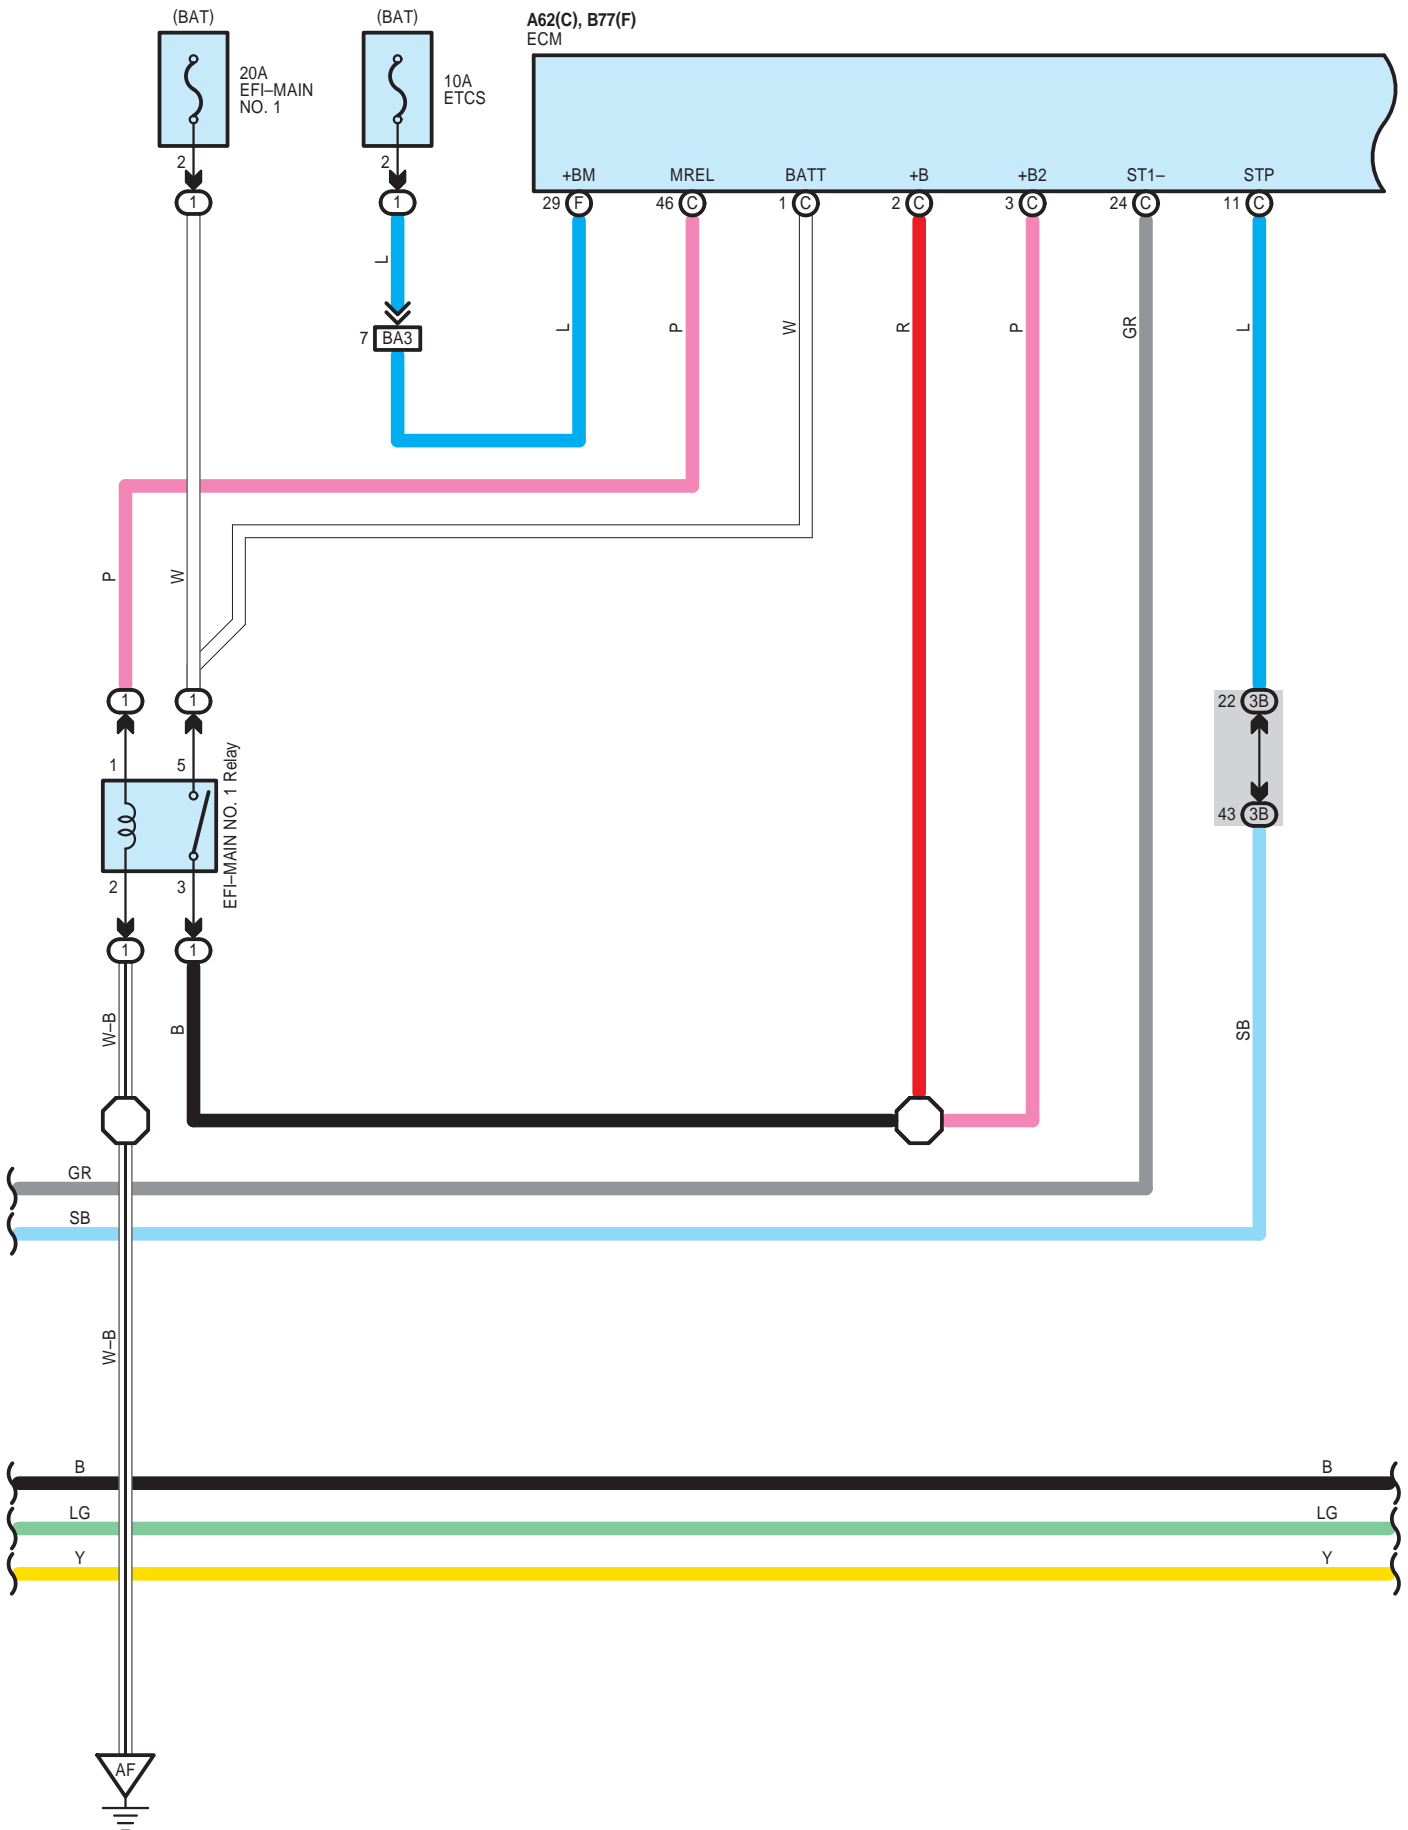 (BAT)
(BAT)
A62(C), B77(F)
ECM
20A
EFI–MAIN
NO. 1
10A
ETCS
2
2
+BM
MREL
BATT
+B
+B2
ST1–
STP
1
1
29 F
46 C
1 C
2 C
3 C
24 C
11 C
L
7 BA3
L
P
W
R
P
GR
L
P
W
1
1
22 3B
1
5
EFI–MAIN NO. 1 Relay
43 3B
2
3
1
1
W–B
B
SB
GR
SB
W–B
B
B
LG
LG
Y
Y
AF